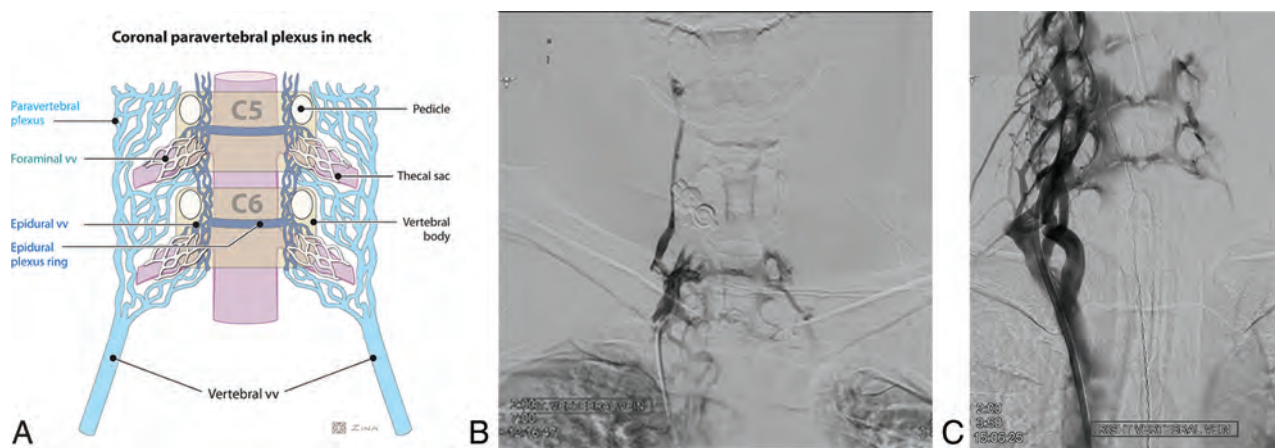 Coronal paravertebral plexus in neck
Paravertebral
plexus
Foraminal vv
Epidural vv
Epidural
plexus ring
C5
C6
Pedicle
Thecal sac
Vertebral
body
Vertebral vv
ZINA
A
B
C
RIGHT VERTEBRAL VEIN